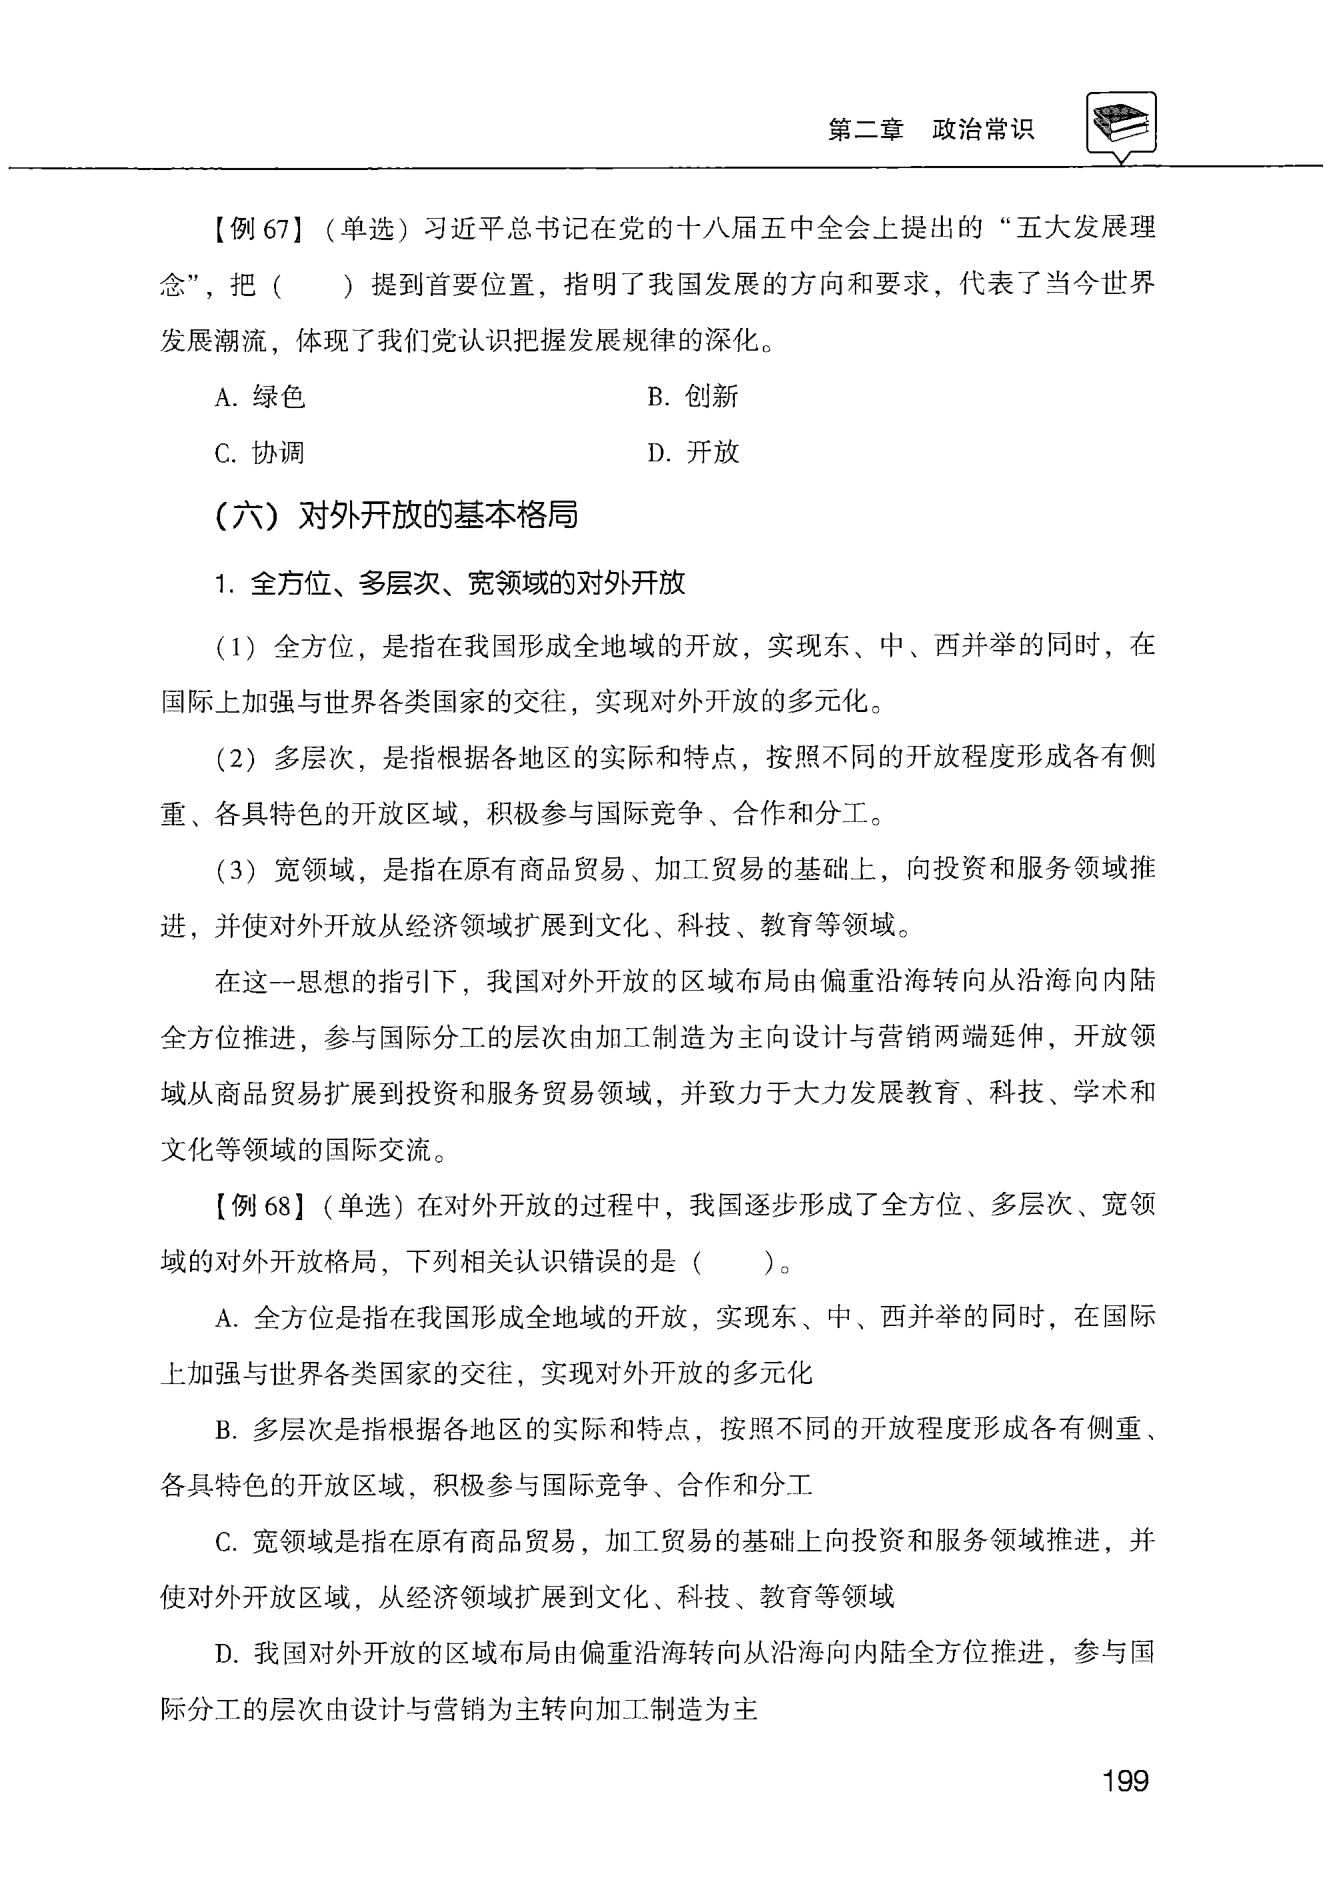 第二章 政治常识
【例 67】(单选) 习近平总书记在党的十八届五中全会上提出的“五大发展理
念”，把（  ）提到首要位置，指明了我国发展的方向和要求，代表了当今世界
发展潮流，体现了我们党认识把握发展规律的深化。
A. 绿色 B. 创新
C. 协调 D. 开放
(六) 对外开放的基本格局
1. 全方位、多层次、宽领域的对外开放
(1) 全方位，是指在我国形成全地域的开放，实现东、中、西并举的同时，在
国际上加强与世界各类国家的交往，实现对外开放的多元化。
(2) 多层次，是指根据各地区的实际和特点，按照不同的开放程度形成各有侧
重、各具特色的开放区域，积极参与国际竞争、合作和分工。
(3) 宽领域，是指在原有商品贸易、加工贸易的基础上，向投资和服务领域推
进，并使对外开放从经济领域扩展到文化、科技、教育等领域。
在这一思想的指引下，我国对外开放的区域布局由偏重沿海转向从沿海向内陆
全方位推进，参与国际分工的层次由加工制造为主向设计与营销两端延伸，开放领
域从商品贸易扩展到投资和服务贸易领域，并致力于大力发展教育、科技、学术和
文化等领域的国际交流。
【例 68】(单选) 在对外开放的过程中，我国逐步形成了全方位、多层次、宽领
域的对外开放格局，下列相关认识错误的是（  ）。
A. 全方位是指在我国形成全地域的开放，实现东、中、西并举的同时，在国际
上加强与世界各类国家的交往，实现对外开放的多元化
B. 多层次是指根据各地区的实际和特点，按照不同的开放程度形成各有侧重、
各具特色的开放区域，积极参与国际竞争、合作和分工
C. 宽领域是指在原有商品贸易，加工贸易的基础上向投资和服务领域推进，并
使对外开放区域，从经济领域扩展到文化、科技、教育等领域
D. 我国对外开放的区域布局由偏重沿海转向从沿海向内陆全方位推进，参与国
际分工的层次由设计与营销为主转向加工制造为主
199